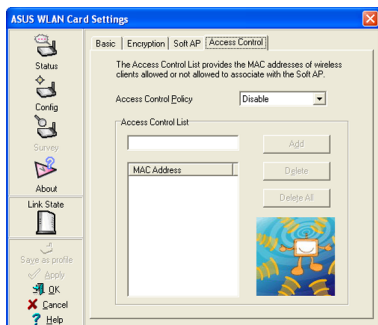 ASUS WLAN Card Settings
Status
Config
Survey
About
Link State
Save as profile
Apply
OK
Cancel
Help
Basic
Encryption
Soft AP
Access Control
The Access Control List provides the MAC addresses of wireless
clients allowed or not allowed to associate with the Soft AP.
Access Control Policy
Disable
Access Control List
Add
MAC Address
Delete
Delete All